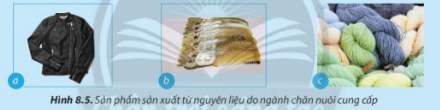 a
b
c
Hình 8.5. Sản phẩm sản xuất từ nguyên liệu do ngành chăn nuôi cung cấp